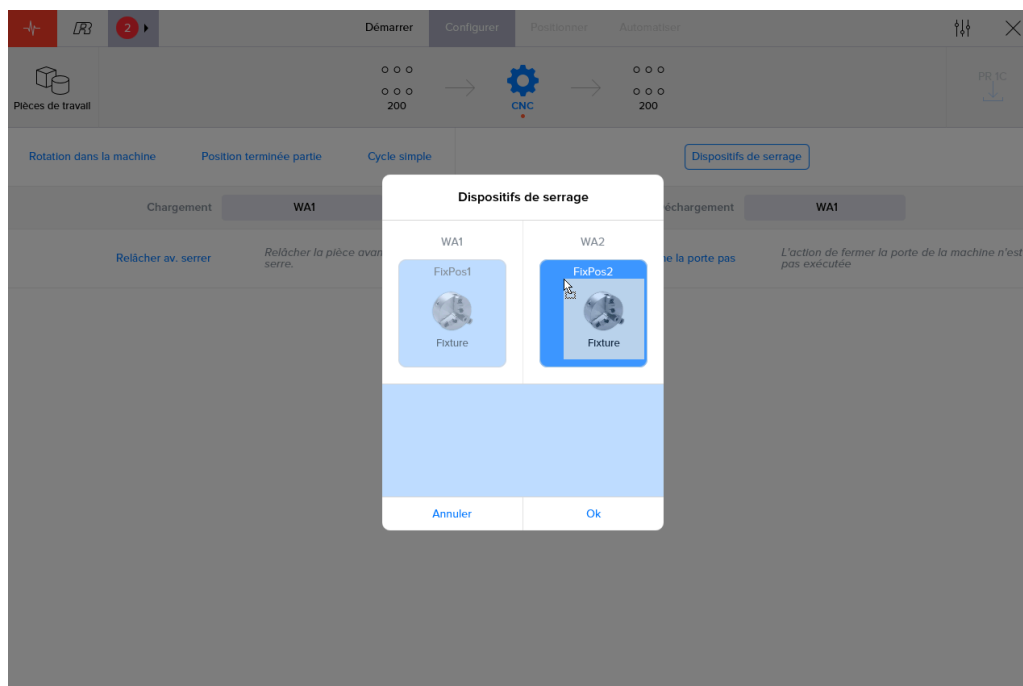 2
Démarrer
Configurer
Positionner
Automatiser
Pièces de travail
200
CNC
200
PR 1C
Rotation dans la machine
Position terminée partie
Cycle simple
Dispositifs de serrage
Chargement
WA1
échargement
WA1
Relâcher av. serrer
Relâcher la pièce avan
serre.
e la porte pas
L'action de fermer la porte de la machine n'est
pas exécutée
Dispositifs de serrage
WA1
WA2
FixPos1
FixPos2
Fixture
Fixture
Annuler
Ok